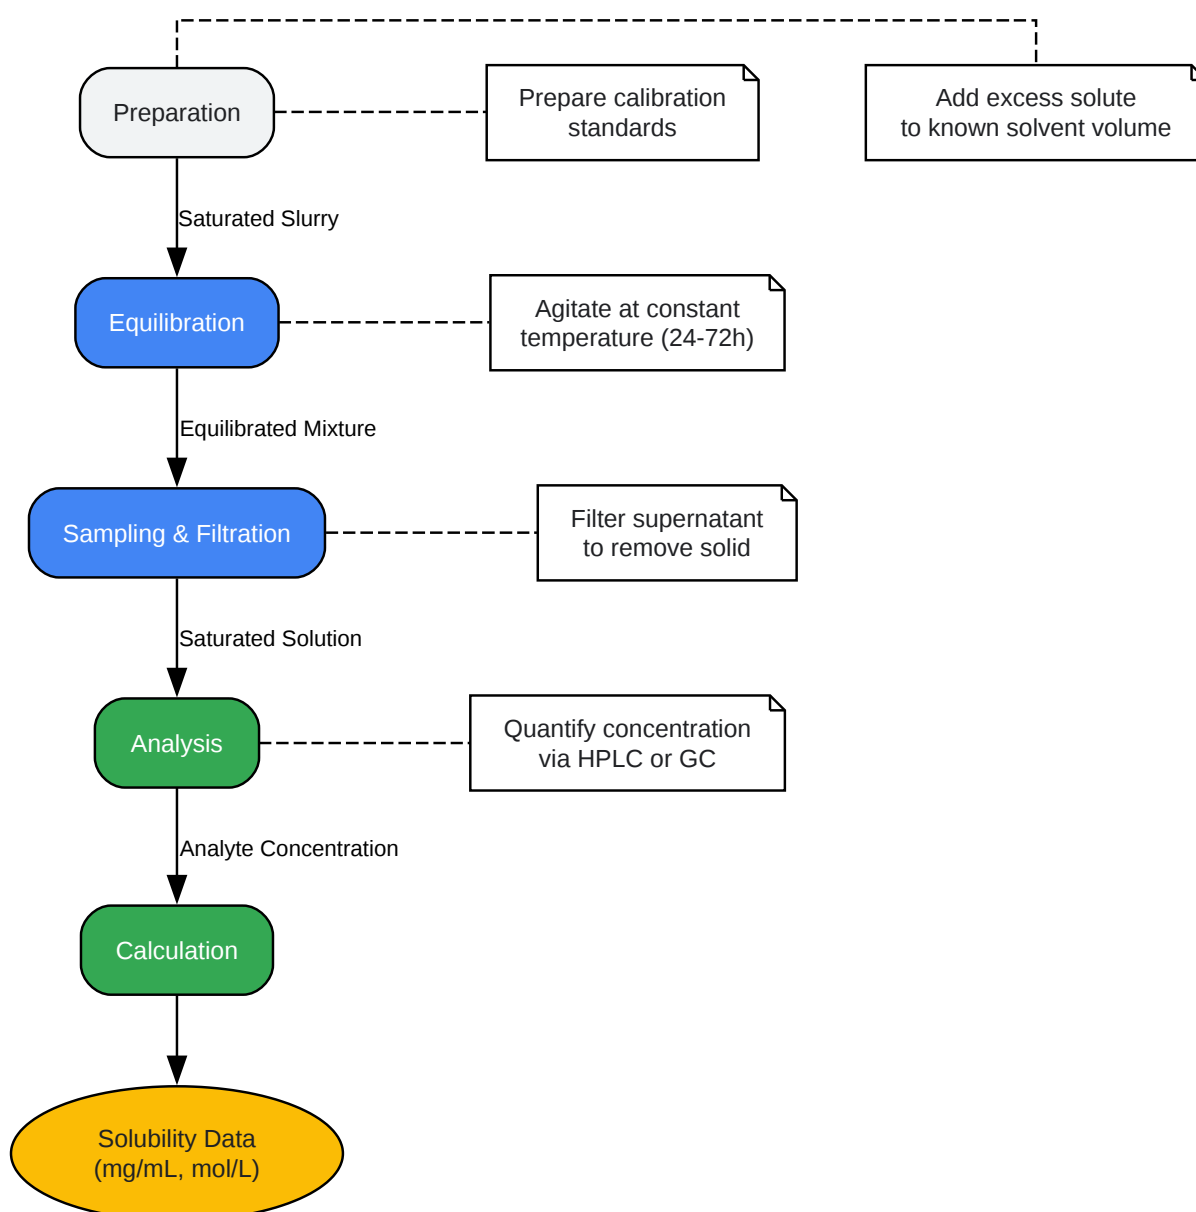 Preparation
Prepare calibration
standards
Add excess solute
to known solvent volume
Saturated Slurry
Equilibration
Agitate at constant
temperature (24-72h)
Equilibrated Mixture
Sampling & Filtration
Filter supernatant
to remove solid
Saturated Solution
Analysis
Quantify concentration
via HPLC or GC
Analyte Concentration
Calculation
Solubility Data
(mg/mL, mol/L)